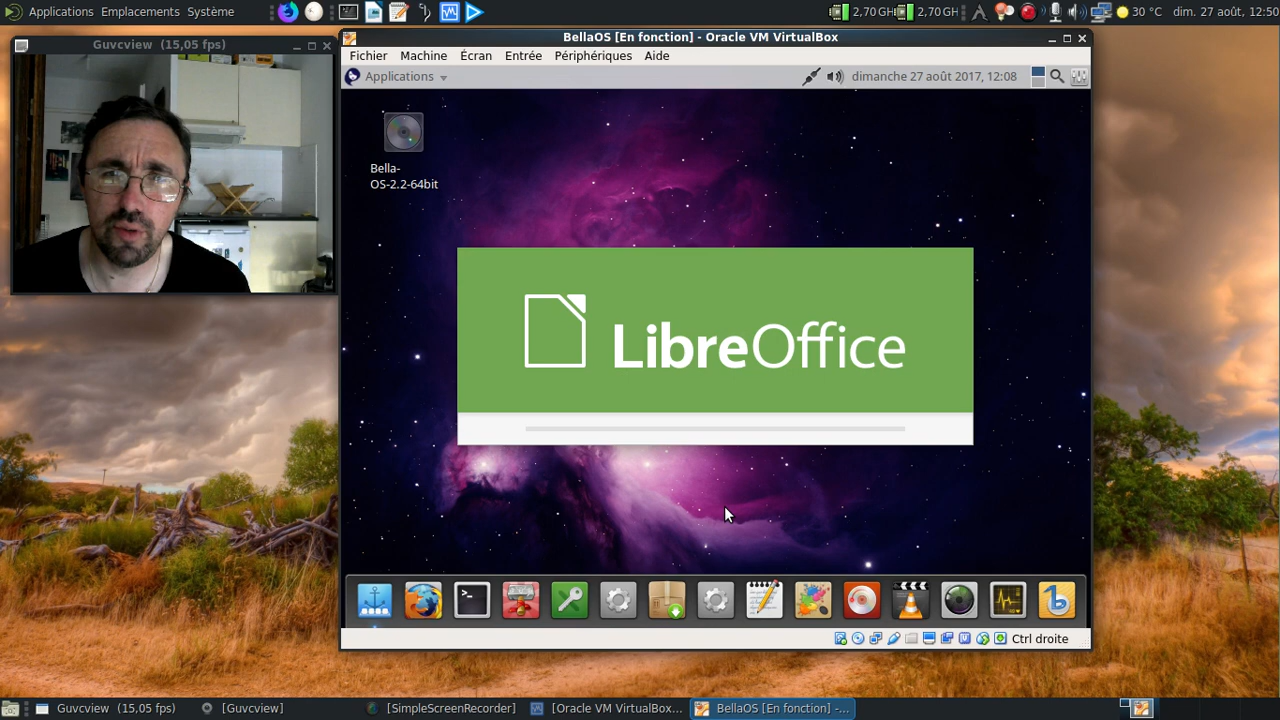 Applications Emplacements Système
2,70 GHz 2,70 GHz 30 °C dim. 27 août, 12:50
Guvcview (15,05 fps)
BellaOS [En fonction] - Oracle VM VirtualBox
Fichier Machine Écran Entrée Périphériques Aide
Applications
dimanche 27 août 2017, 12:08
Bella-
OS-2.2-64bit
LibreOffice
Ctrl droite
Guvcview (15,05 fps) [Guvcview] [SimpleScreenRecorder] [Oracle VM VirtualBox... BellaOS [En fonction] -...